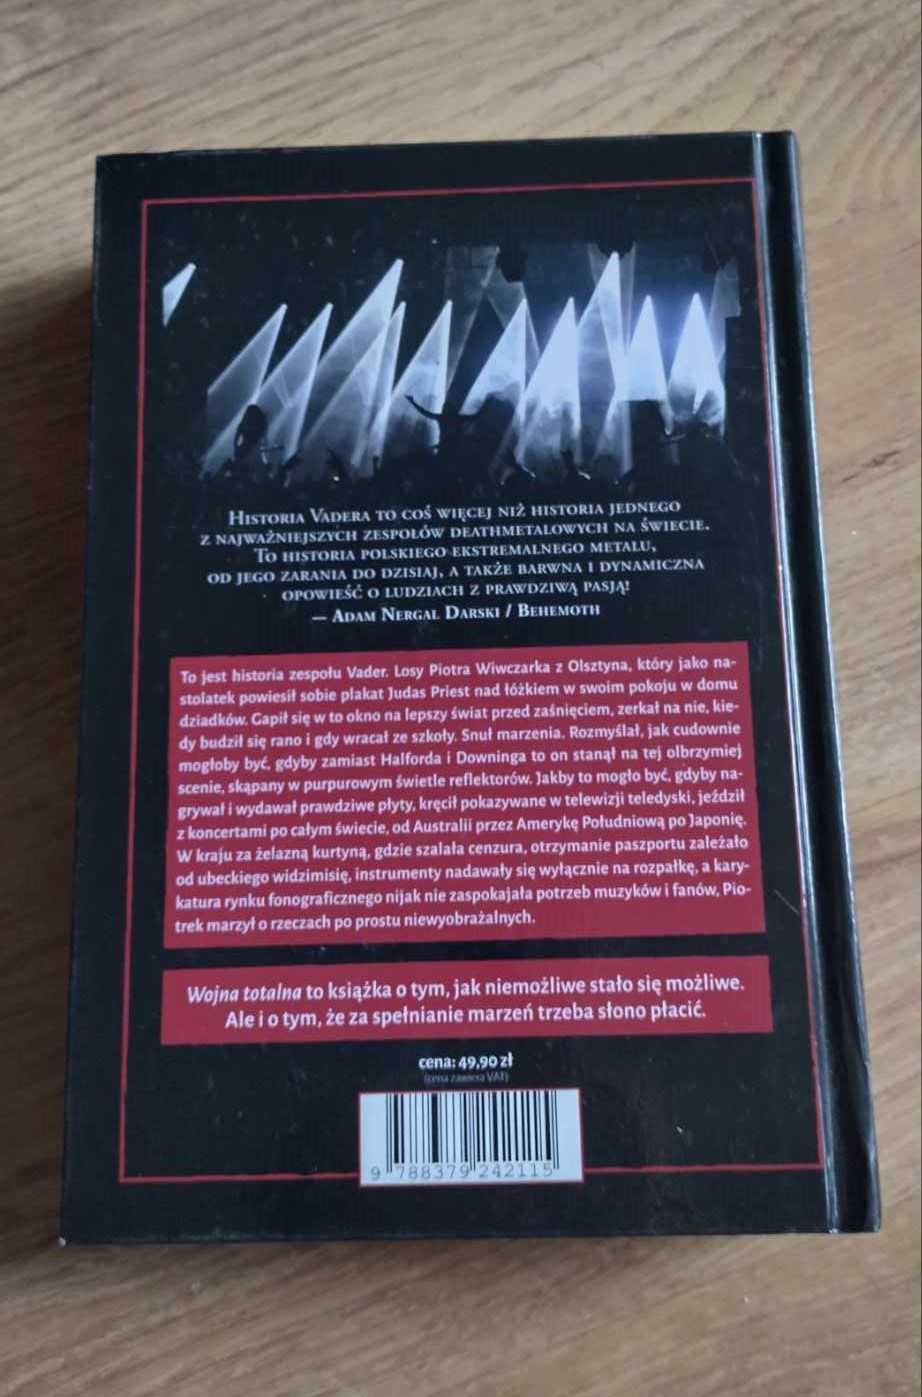 Historia Vadera to coś więcej niż historia jednego
z najważniejszych zespołów deathmetalowych na świecie.
To historia polskiego ekstremalnego metalu,
od jego zarania do dzisiaj, a także barwna i dynamiczna
opowieść o ludziach z prawdziwą pasją!
— Adam Nergal Darski / Behemoth
To jest historia zespołu Vader. Losy Piotra Wiwczarka z Olsztyna, który jako na-
stolatek powiesił sobie plakat Judas Priest nad łóżkiem w swoim pokoju w domu
dziadków. Gapił się w to okno na lepszy świat przed zaśnięciem, zerkał na nie, kie-
dy budził się rano i gdy wracał ze szkoły. Snuł marzenia. Rozmyślał, jak cudownie
mogłoby być, gdyby zamiast Halforda i Downinga to on stanął na tej olbrzymiej
scenie, skąpany w purpurowym świetle reflektorów. Jakby to mogło być, gdyby na-
grywał i wydawał prawdziwe płyty, kręcił pokazywane w telewizji teledyski, jeździł
z koncertami po całym świecie, od Australii przez Amerykę Południową po Japonię.
W kraju za żelazną kurtyną, gdzie szalała cenzura, otrzymanie paszportu zależało
od ubeckiego widzimisię, instrumenty nadawały się wyłącznie na rozpałkę, a kary-
katura rynku fonograficznego nijak nie zaspokajała potrzeb muzyków i fanów, Pio-
trek marzył o rzeczach po prostu niewyobrażalnych.
Wojna totalna to książka o tym, jak niemożliwe stało się możliwe.
Ale i o tym, że za spełnianie marzeń trzeba słono płacić.
cena: 49,90 zł
(cena zawiera VAT)
9 788379 242115